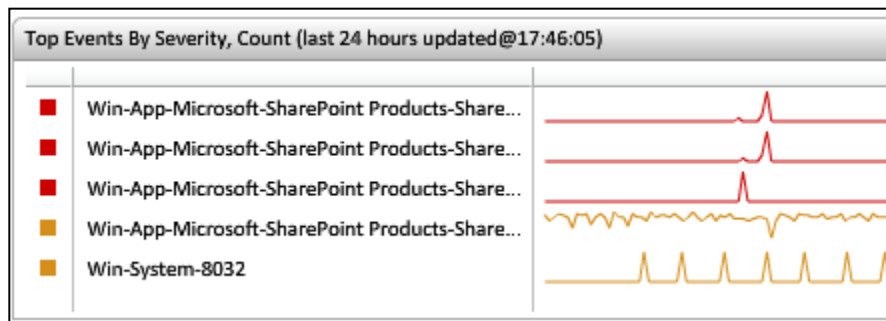 Top Events By Severity, Count (last 24 hours updated@17:46:05)
Win-App-Microsoft-SharePoint Products-Share...
Win-App-Microsoft-SharePoint Products-Share...
Win-App-Microsoft-SharePoint Products-Share...
Win-App-Microsoft-SharePoint Products-Share...
Win-System-8032